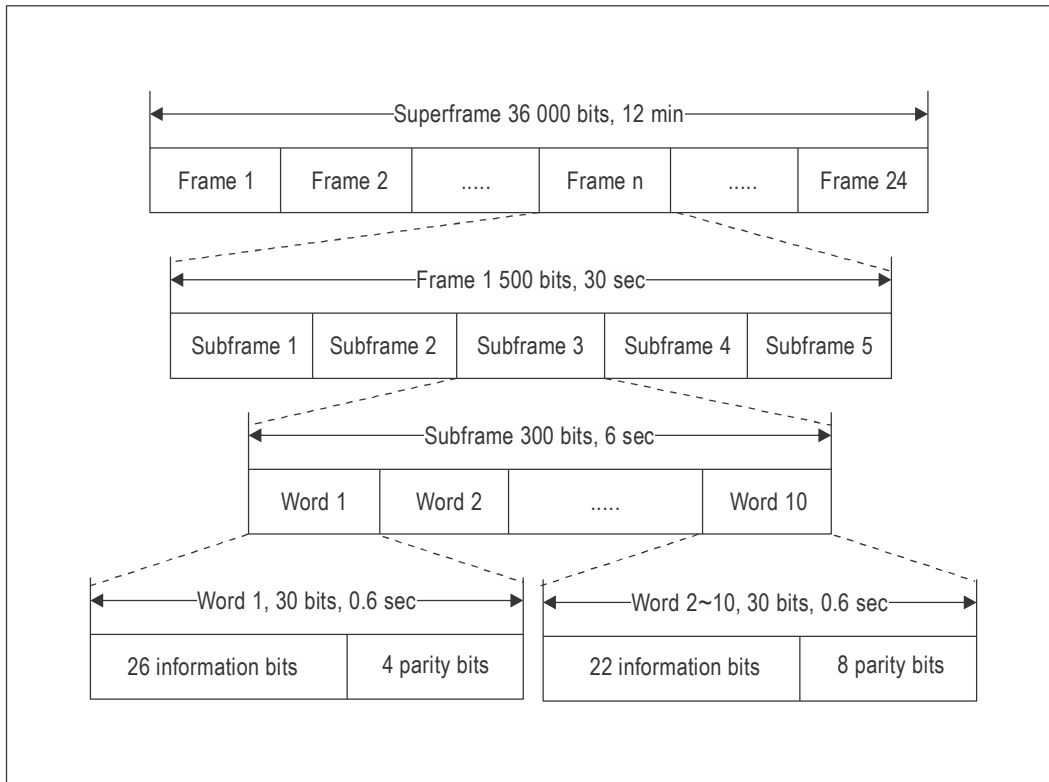 Superframe 36 000 bits, 12 min
Frame 1 Frame 2 ..... Frame n ..... Frame 24
Frame 1 500 bits, 30 sec
Subframe 1 Subframe 2 Subframe 3 Subframe 4 Subframe 5
Subframe 300 bits, 6 sec
Word 1 Word 2 ..... Word 10
Word 1, 30 bits, 0.6 sec Word 2~10, 30 bits, 0.6 sec
26 information bits 4 parity bits 22 information bits 8 parity bits